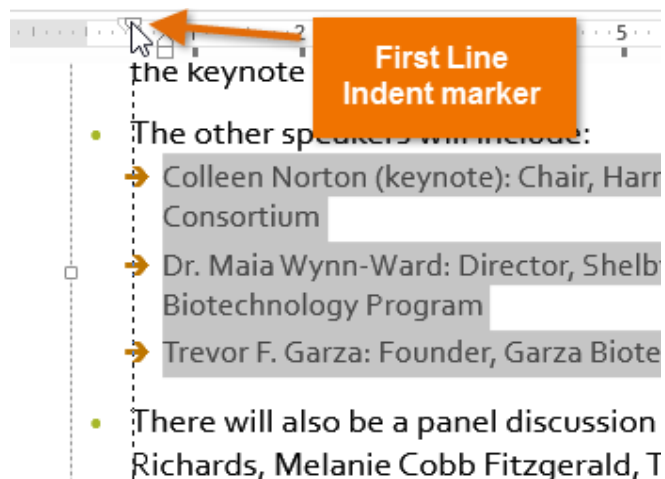 2
5
First Line
Indent marker
the keynote
The other speakers will include:
Colleen Norton (keynote): Chair, Harr
Consortium
Dr. Maia Wynn-Ward: Director, Shelb
Biotechnology Program
Trevor F. Garza: Founder, Garza Biote
There will also be a panel discussion
Richards, Melanie Cobb Fitzgerald, T